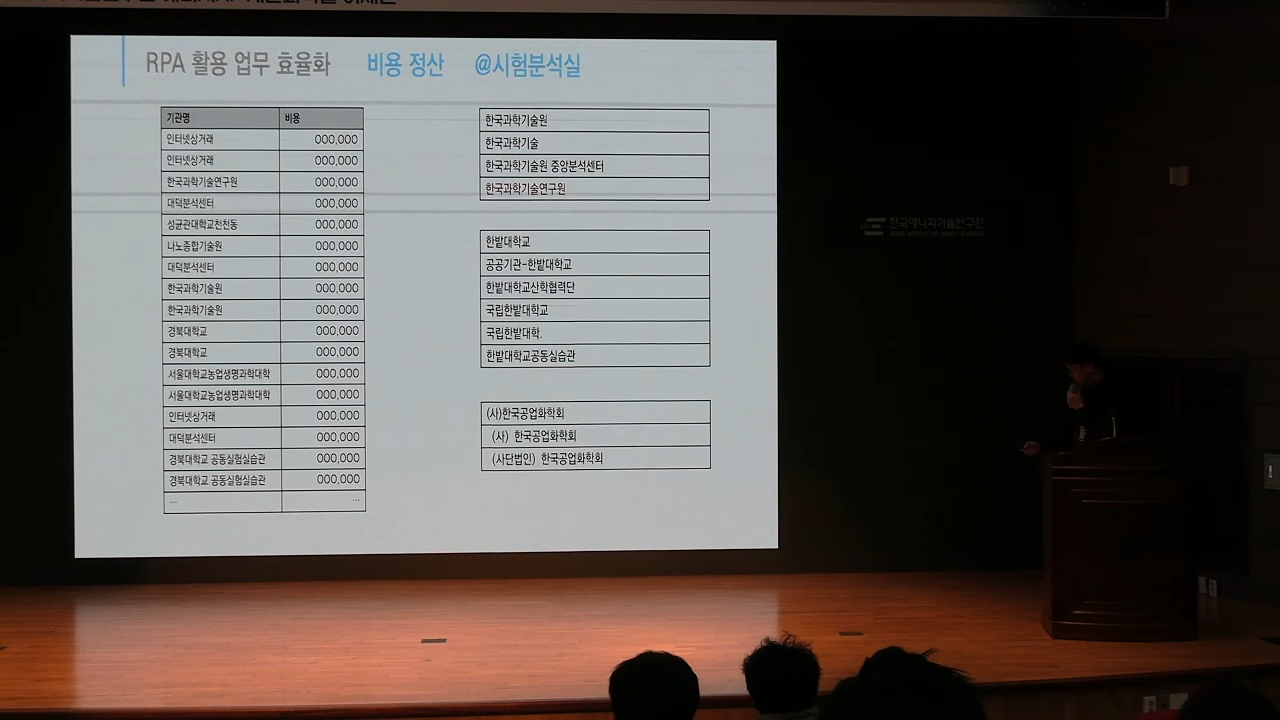 RPA 활용 업무 효율화 비용 정산 @시험분석실
기관명 비용
인터넷상거래 000,000
인터넷상거래 000,000
한국과학기술연구원 000,000
대덕분석센터 000,000
성균관대학교천천동 000,000
나노종합기술원 000,000
대덕분석센터 000,000
한국과학기술원 000,000
한국과학기술원 000,000
경북대학교 000,000
경북대학교 000,000
서울대학교농업생명과학대학 000,000
서울대학교농업생명과학대학 000,000
인터넷상거래 000,000
대덕분석센터 000,000
경북대학교 공동실험실습관 000,000
경북대학교 공동실험실습관 000,000
... ...
한국과학기술원
한국과학기술
한국과학기술원 중앙분석센터
한국과학기술연구원
한밭대학교
공공기관-한밭대학교
한밭대학교산학협력단
국립한밭대학교
국립한밭대학.
한밭대학교공동실습관
(사)한국공업화학회
(사) 한국공업화학회
(사단법인) 한국공업화학회
한국에너지기술연구원
KOREA INSTITUTE OF ENERGY RESEARCH